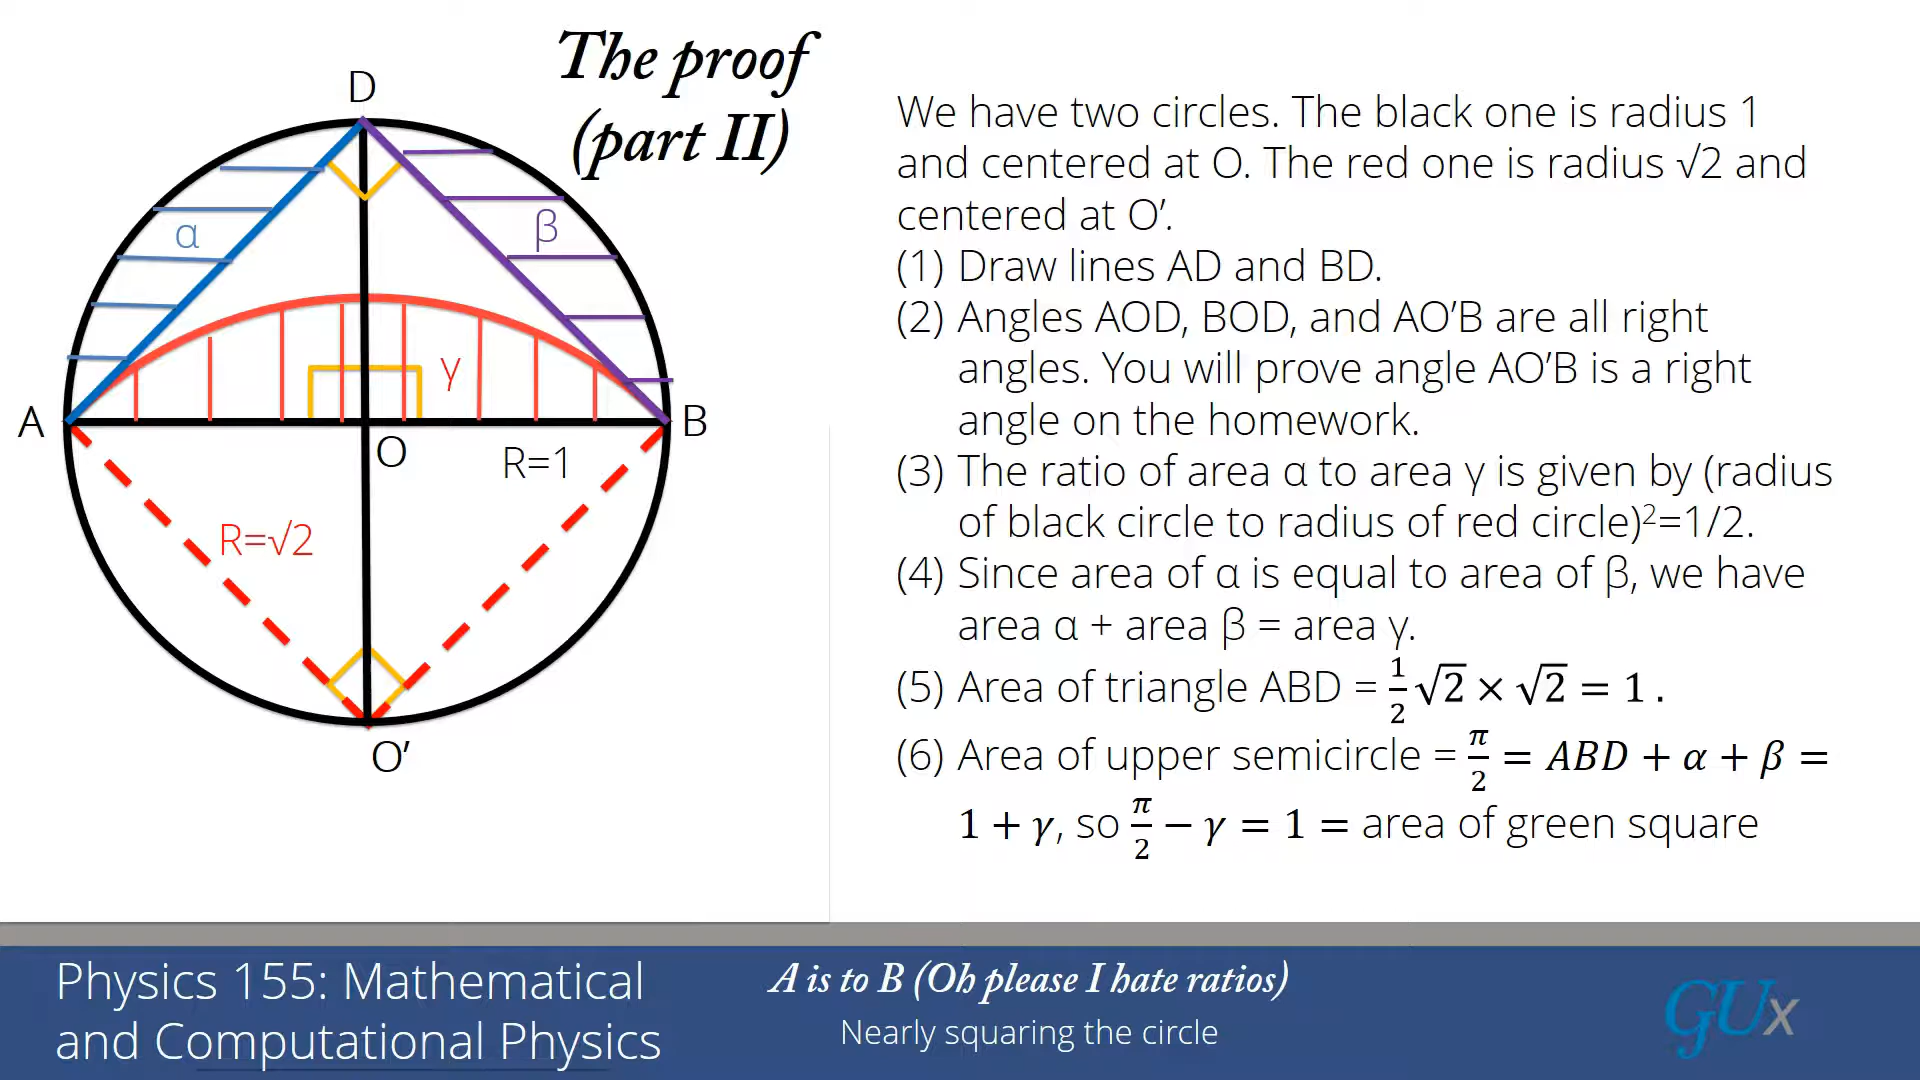 The proof
(part II)
D
α
β
γ
A
B
O
R=1
R=√2
O’
We have two circles. The black one is radius 1
and centered at O. The red one is radius √2 and
centered at O’.
(1) Draw lines AD and BD.
(2) Angles AOD, BOD, and AO’B are all right
angles. You will prove angle AO’B is a right
angle on the homework.
(3) The ratio of area α to area γ is given by (radius
of black circle to radius of red circle)²=1/2.
(4) Since area of α is equal to area of β, we have
area α + area β = area γ.
(5) Area of triangle ABD = 1/2 √2 × √2 = 1 .
(6) Area of upper semicircle = π/2 = ABD + α + β =
1 + γ, so π/2 − γ = 1 = area of green square
Physics 155: Mathematical
and Computational Physics
A is to B (Oh please I hate ratios)
Nearly squaring the circle
GUx